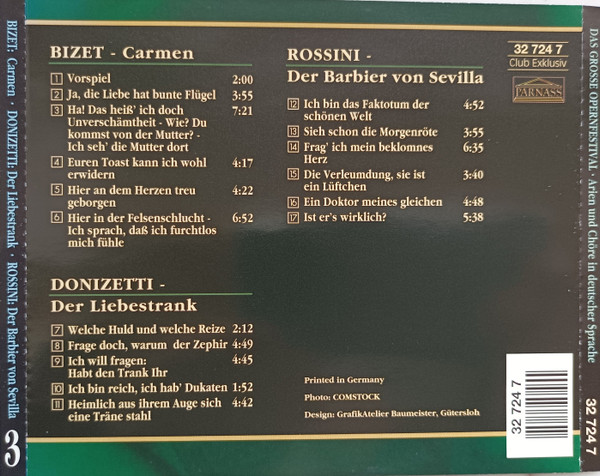 BIZET: Carmen · DONIZETTI: Der Liebestrank · ROSSINI: Der Barbier von Sevilla
3
BIZET - Carmen
1 Vorspiel 2:00
2 Ja, die Liebe hat bunte Flügel 3:55
3 Ha! Das heiß' ich doch 7:21
Unverschämtheit - Wie? Du
kommst von der Mutter? -
Ich seh' die Mutter dort
4 Euren Toast kann ich wohl 4:17
erwidern
5 Hier an dem Herzen treu 4:22
geborgen
6 Hier in der Felsenschlucht - 6:52
Ich sprach, daß ich furchtlos
mich fühle
DONIZETTI -
Der Liebestrank
7 Welche Huld und welche Reize 2:12
8 Frage doch, warum der Zephir 4:49
9 Ich will fragen: 4:45
Habt den Trank Ihr
10 Ich bin reich, ich hab' Dukaten 1:52
11 Heimlich aus ihrem Auge sich 4:42
eine Träne stahl
ROSSINI -
Der Barbier von Sevilla
12 Ich bin das Faktotum der 4:52
schönen Welt
13 Sieh schon die Morgenröte 3:55
14 Frag' ich mein beklomnes 6:35
Herz
15 Die Verleumdung, sie ist 3:40
ein Lüftchen
16 Ein Doktor meines gleichen 4:48
17 Ist er's wirklich? 5:38
32 724 7
Club Exklusiv
PARNASS
Printed in Germany
Photo: COMSTOCK
Design: GrafikAtelier Baumeister, Gütersloh
32 724 7
DAS GROSSE OPERNFESTIVAL · Arien und Chöre in deutscher Sprache
32 724 7